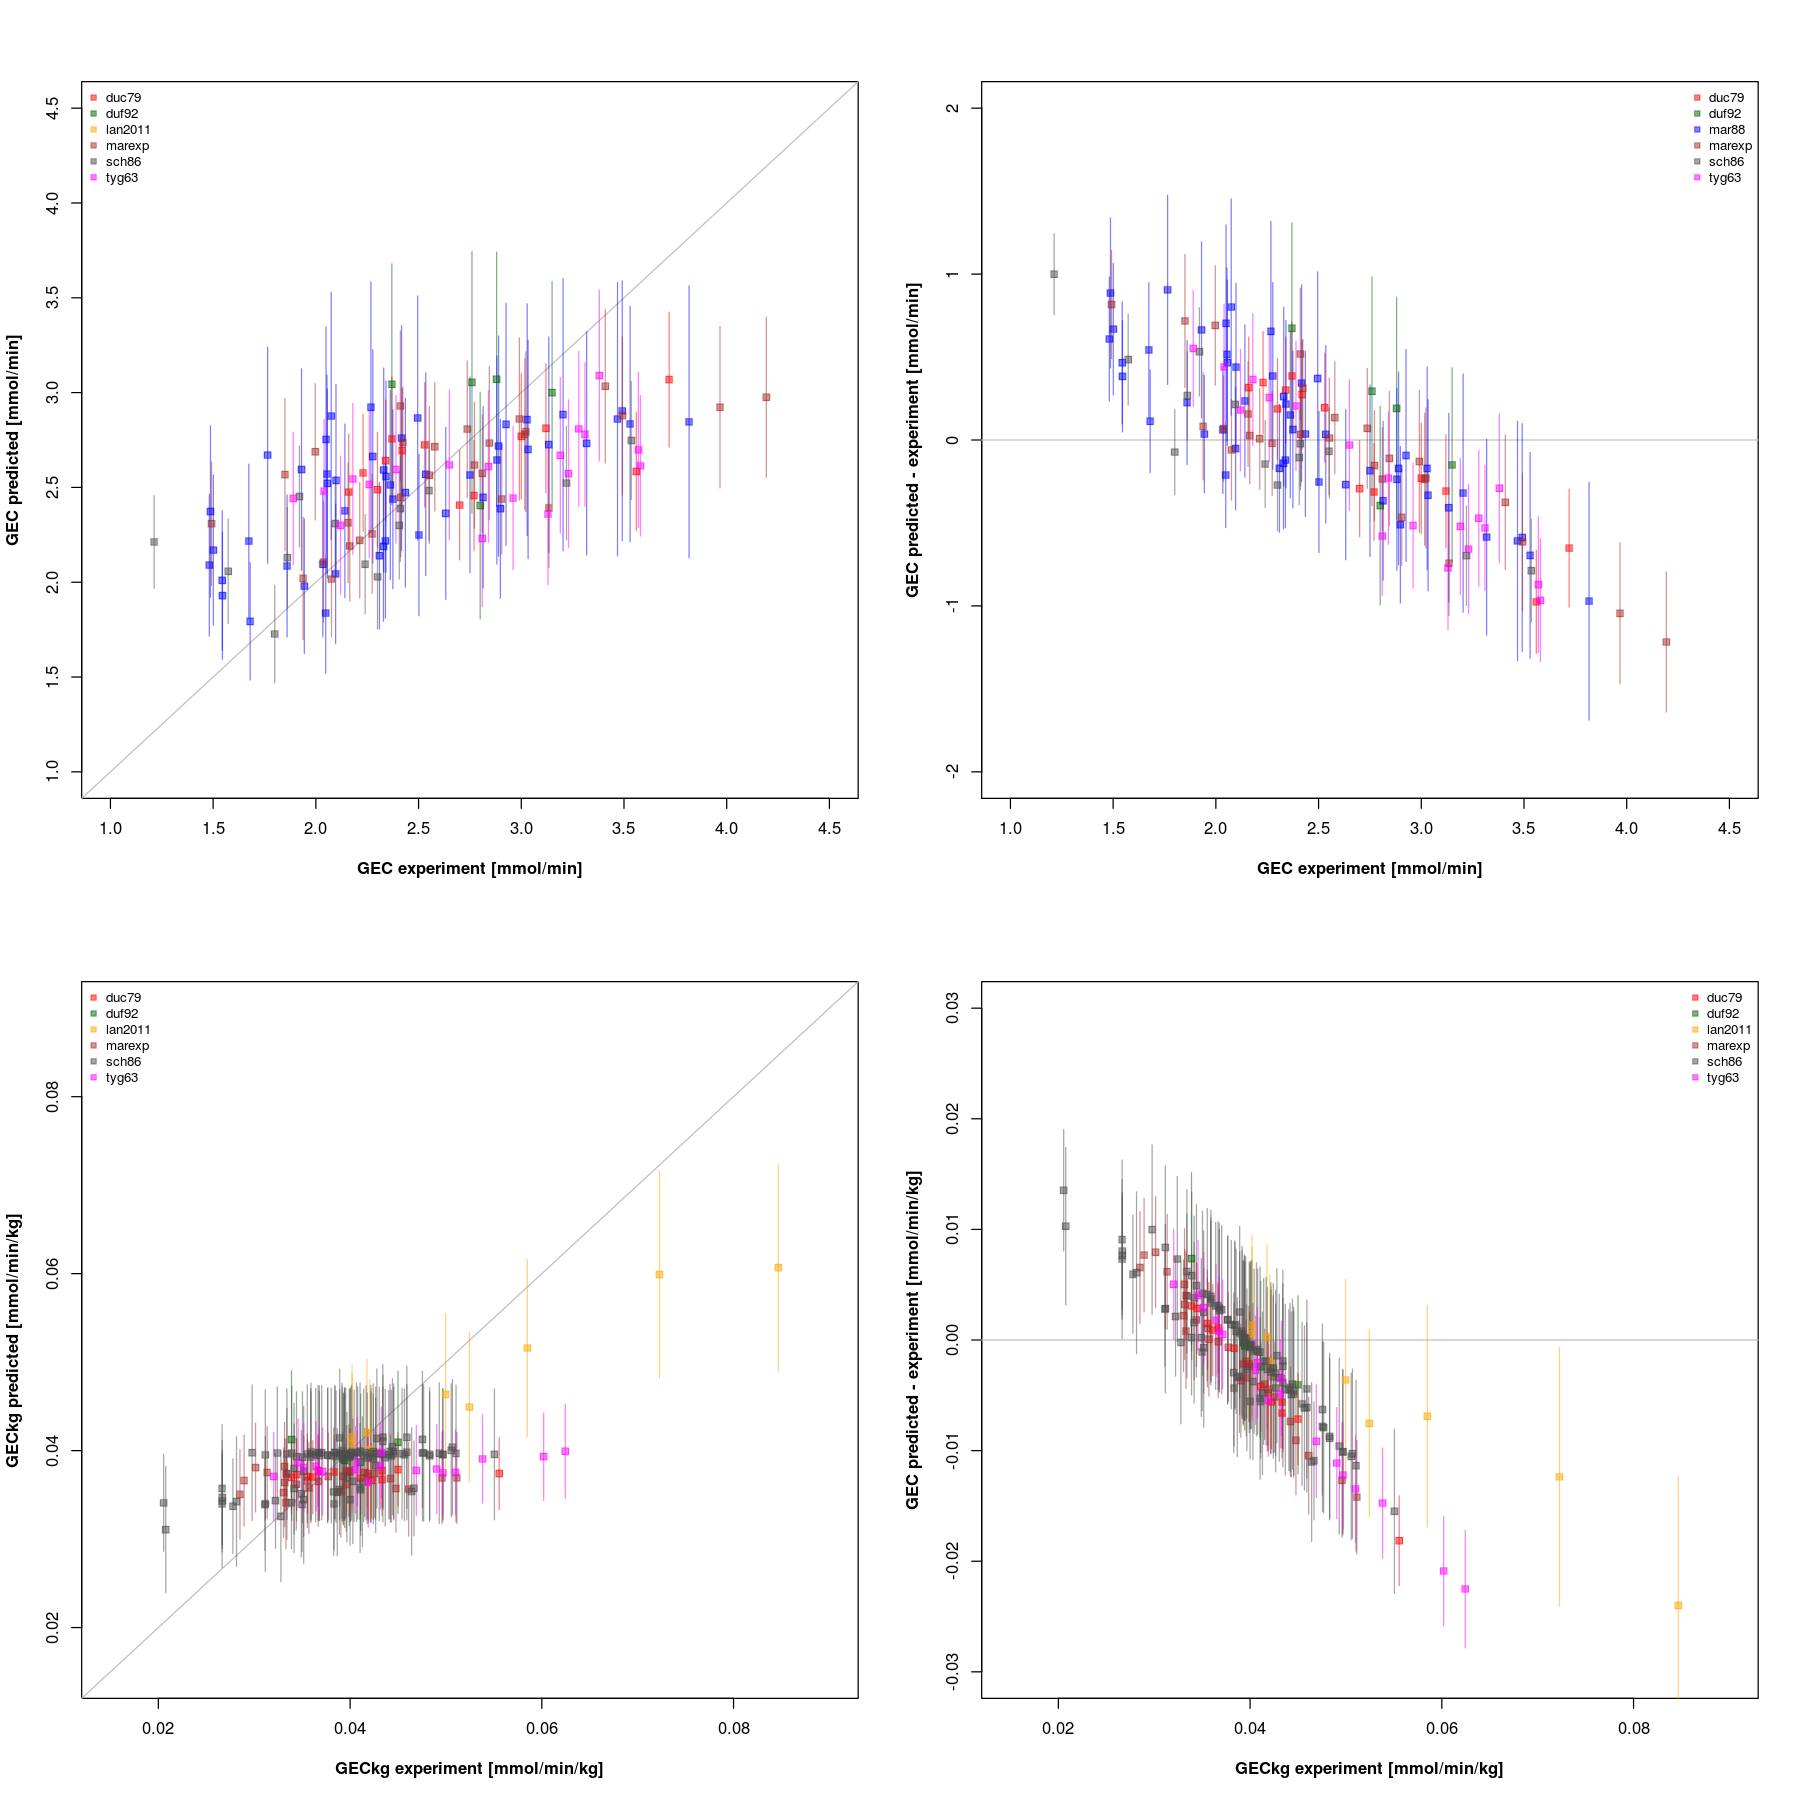 duc79
duf92
lan2011
marexp
sch86
tyg63
4.5
4.0
3.5
3.0
2.5
2.0
1.5
1.0
GEC predicted [mmol/min]
1.0 1.5 2.0 2.5 3.0 3.5 4.0 4.5
GEC experiment [mmol/min]
duc79
duf92
mar88
marexp
sch86
tyg63
2
1
0
-1
-2
GEC predicted - experiment [mmol/min]
1.0 1.5 2.0 2.5 3.0 3.5 4.0 4.5
GEC experiment [mmol/min]
duc79
duf92
lan2011
marexp
sch86
tyg63
0.08
0.06
0.04
0.02
GECkg predicted [mmol/min/kg]
0.02 0.04 0.06 0.08
GECkg experiment [mmol/min/kg]
duc79
duf92
lan2011
marexp
sch86
tyg63
0.03
0.02
0.01
0.00
-0.01
-0.02
-0.03
GEC predicted - experiment [mmol/min/kg]
0.02 0.04 0.06 0.08
GECkg experiment [mmol/min/kg]